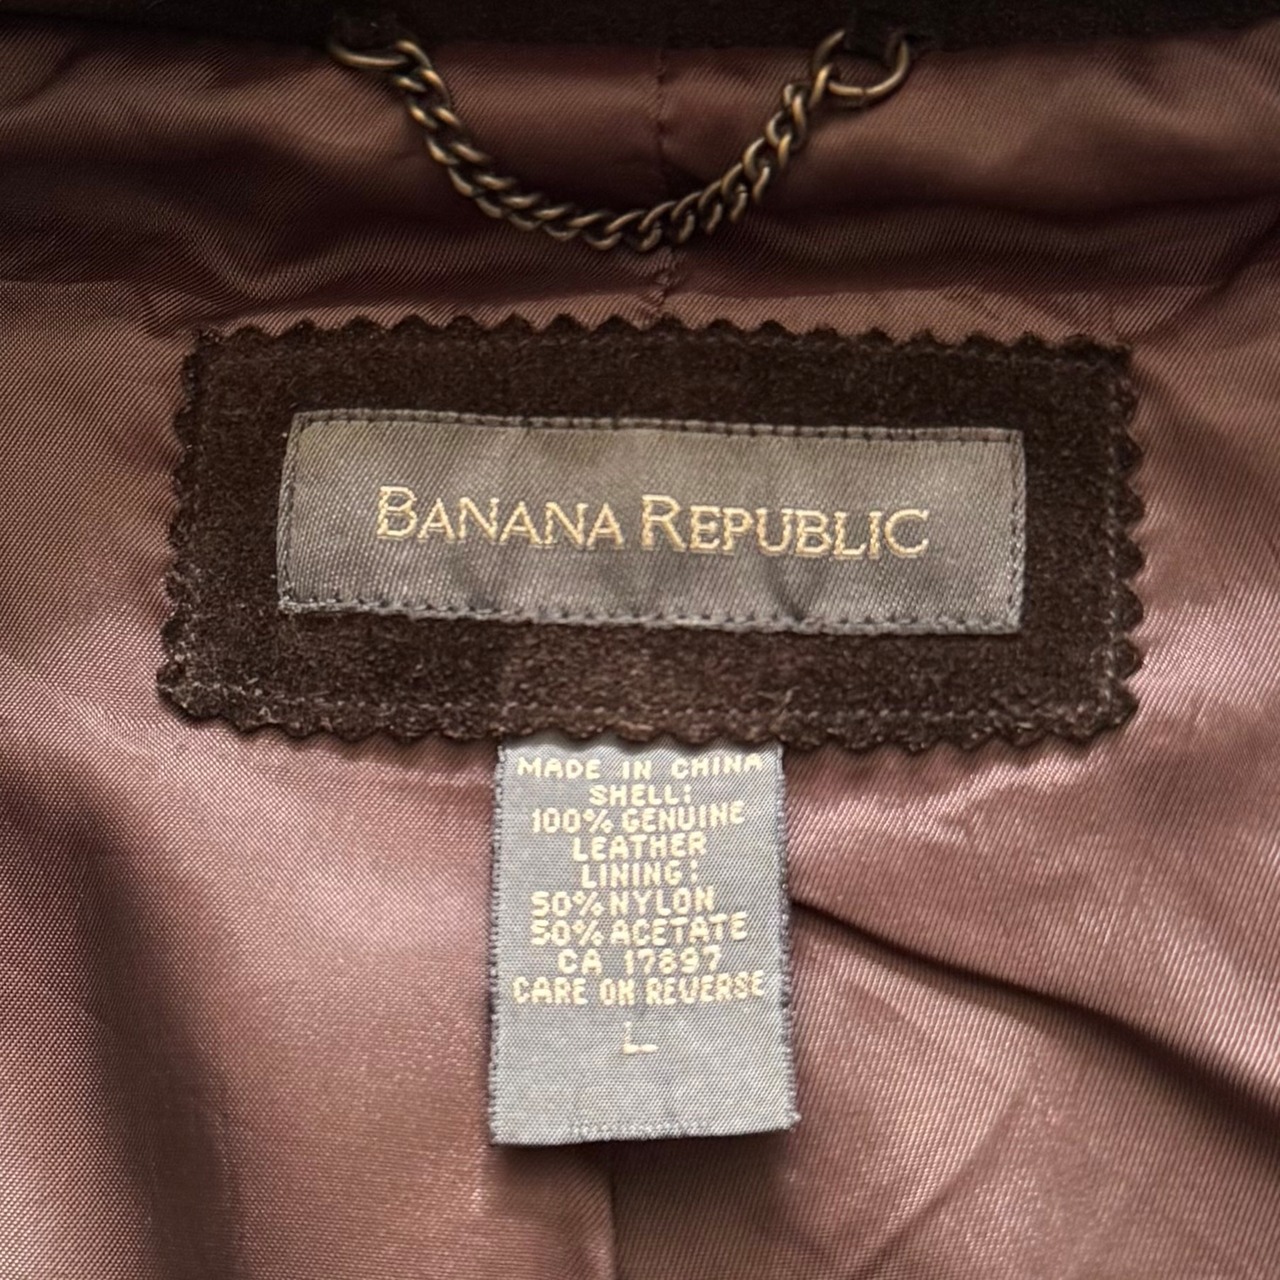 BANANA REPUBLIC
MADE IN CHINA
SHELL:
100% GENUINE
LEATHER
LINING:
50% NYLON
50% ACETATE
CA 17897
CARE ON REVERSE
L